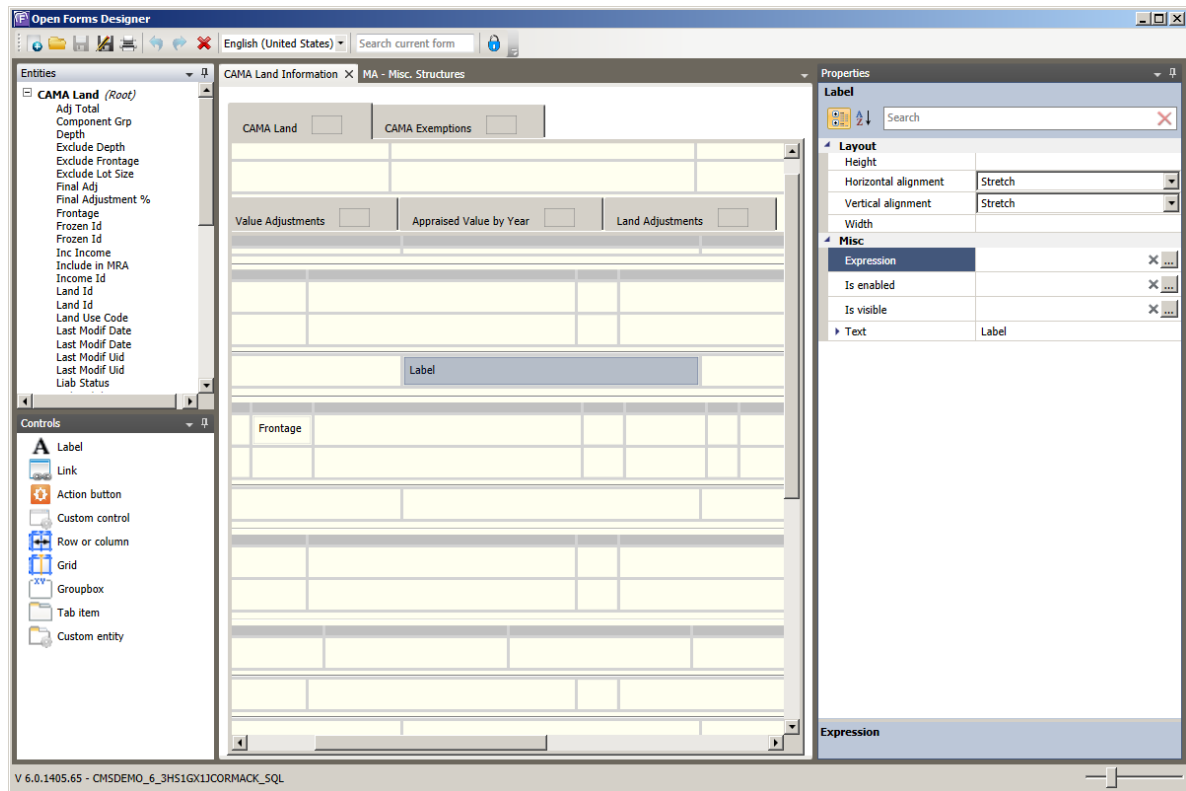 Open Forms Designer
English (United States)
Search current form
Entities
CAMA Land (Root)
Adj Total
Component Grp
Depth
Exclude Depth
Exclude Frontage
Exclude Lot Size
Final Adj
Final Adjustment %
Frontage
Frozen Id
Frozen Id
Inc Income
Include in MRA
Income Id
Land Id
Land Id
Land Use Code
Last Modif Date
Last Modif Date
Last Modif Uid
Last Modif Uid
Liab Status
Controls
A Label
Link
Action button
Custom control
Row or column
Grid
XY Groupbox
Tab item
Custom entity
CAMA Land Information X MA - Misc. Structures
CAMA Land CAMA Exemptions
Value Adjustments Appraised Value by Year Land Adjustments
Label
Frontage
Properties
Label
Search
Layout
Height
Horizontal alignment Stretch
Vertical alignment Stretch
Width
Misc
Expression ...
Is enabled ...
Is visible ...
Text Label
Expression
V 6.0.1405.65 - CMSDEMO_6_3HS1GX1JCORMACK_SQL